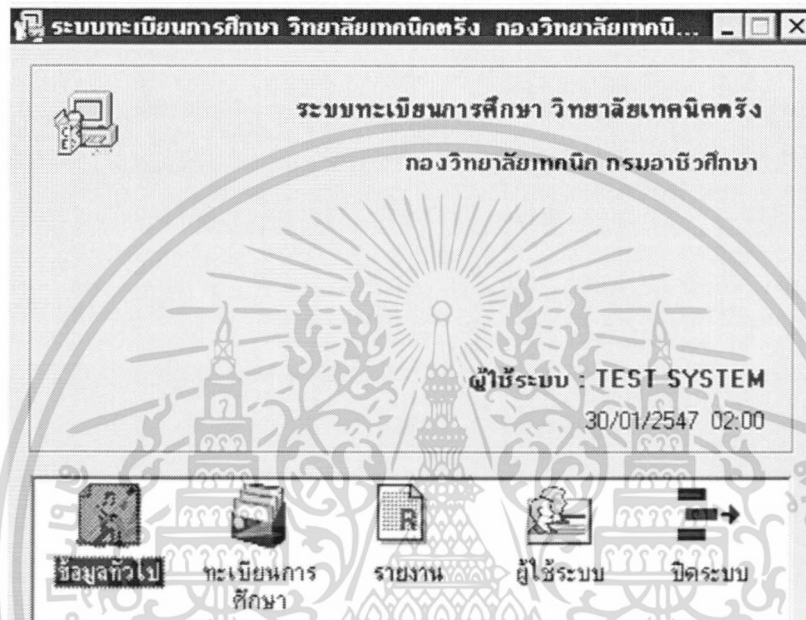 ระบบทะเบียนการศึกษา วิทยาลัยเทคนิคตรัง กองวิทยาลัยเทคนิ...
ระบบทะเบียนการศึกษา วิทยาลัยเทคนิคตรัง
กองวิทยาลัยเทคนิค กรมอาชีวศึกษา
ผู้ใช้ระบบ : TEST SYSTEM
30/01/2547 02:00
ข้อมูลทั่วไป ทะเบียนการ รายงาน ผู้ใช้ระบบ ปิดระบบ
ศึกษา